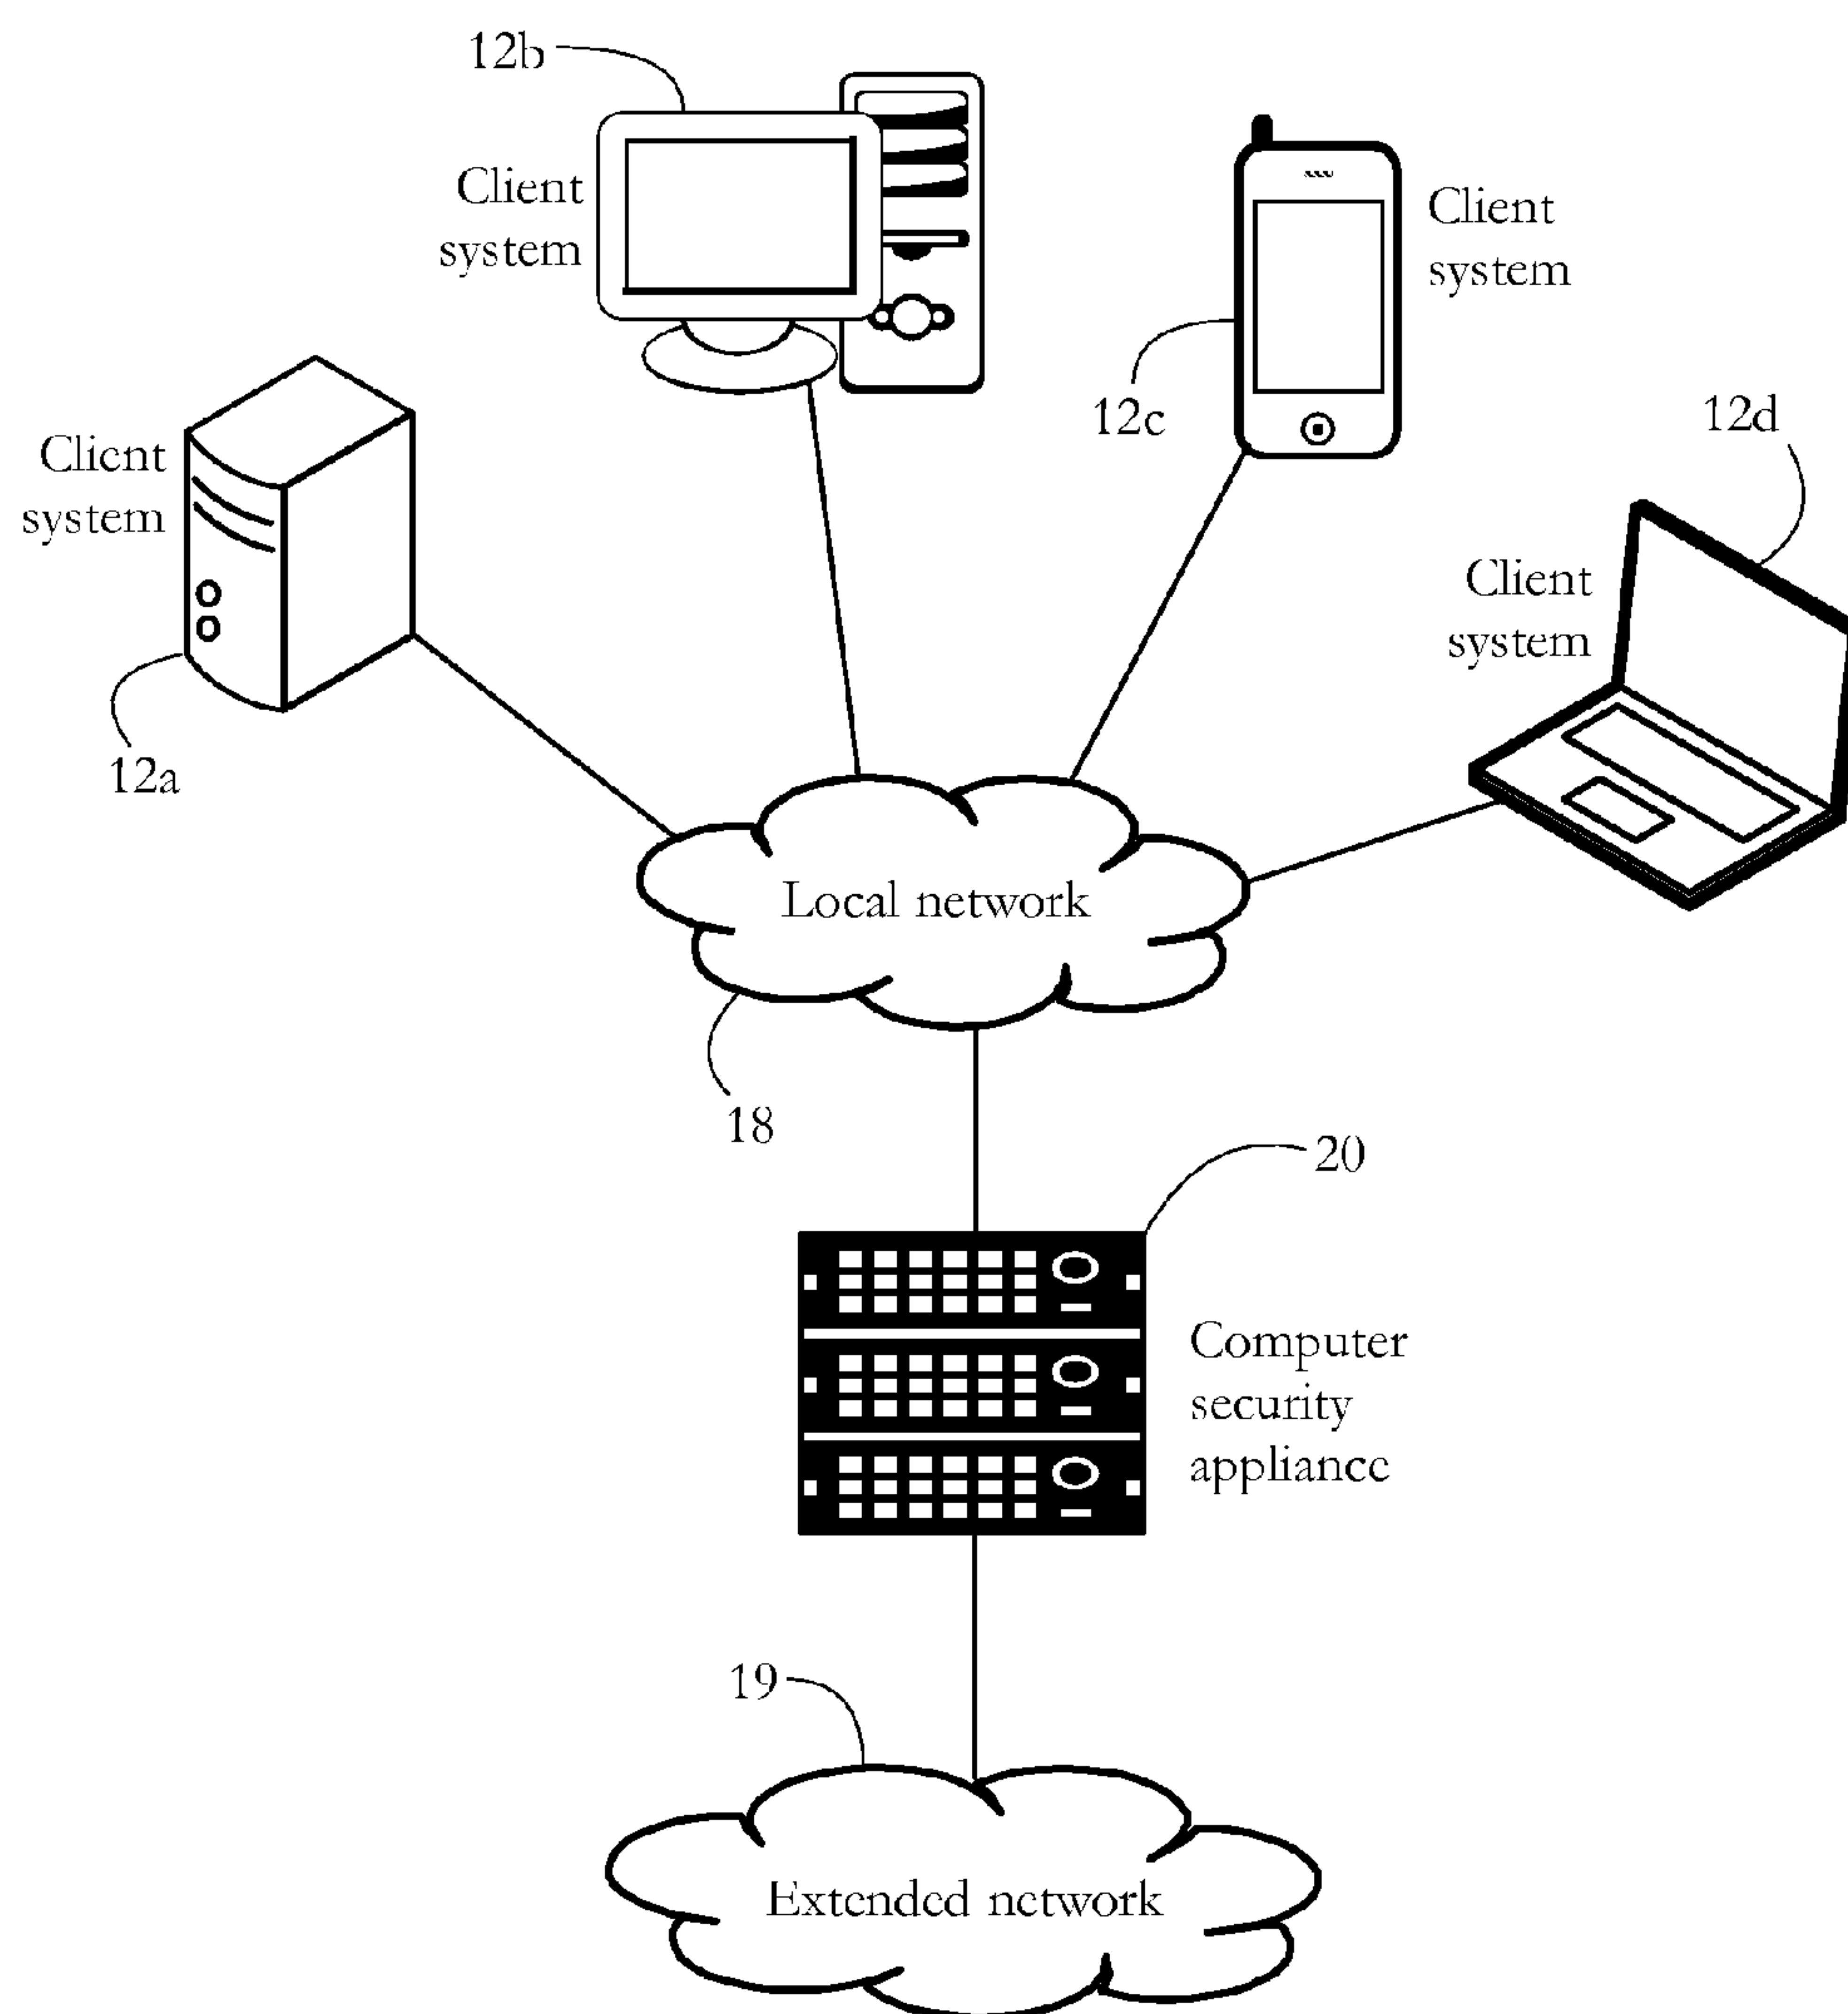 12b
Client
system
Client
system
12c
12d
Client
system
Client
system
12a
Local network
18
20
Computer
security
appliance
19
Extended network